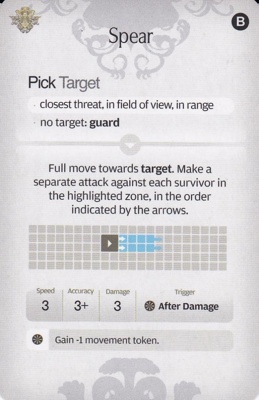 B
Spear
Pick Target
closest threat, in field of view, in range
no target: guard
Full move towards target. Make a
separate attack against each survivor in
the highlighted zone, in the order
indicated by the arrows.
Speed Accuracy Damage Trigger
3 3+ 3 After Damage
Gain -1 movement token.